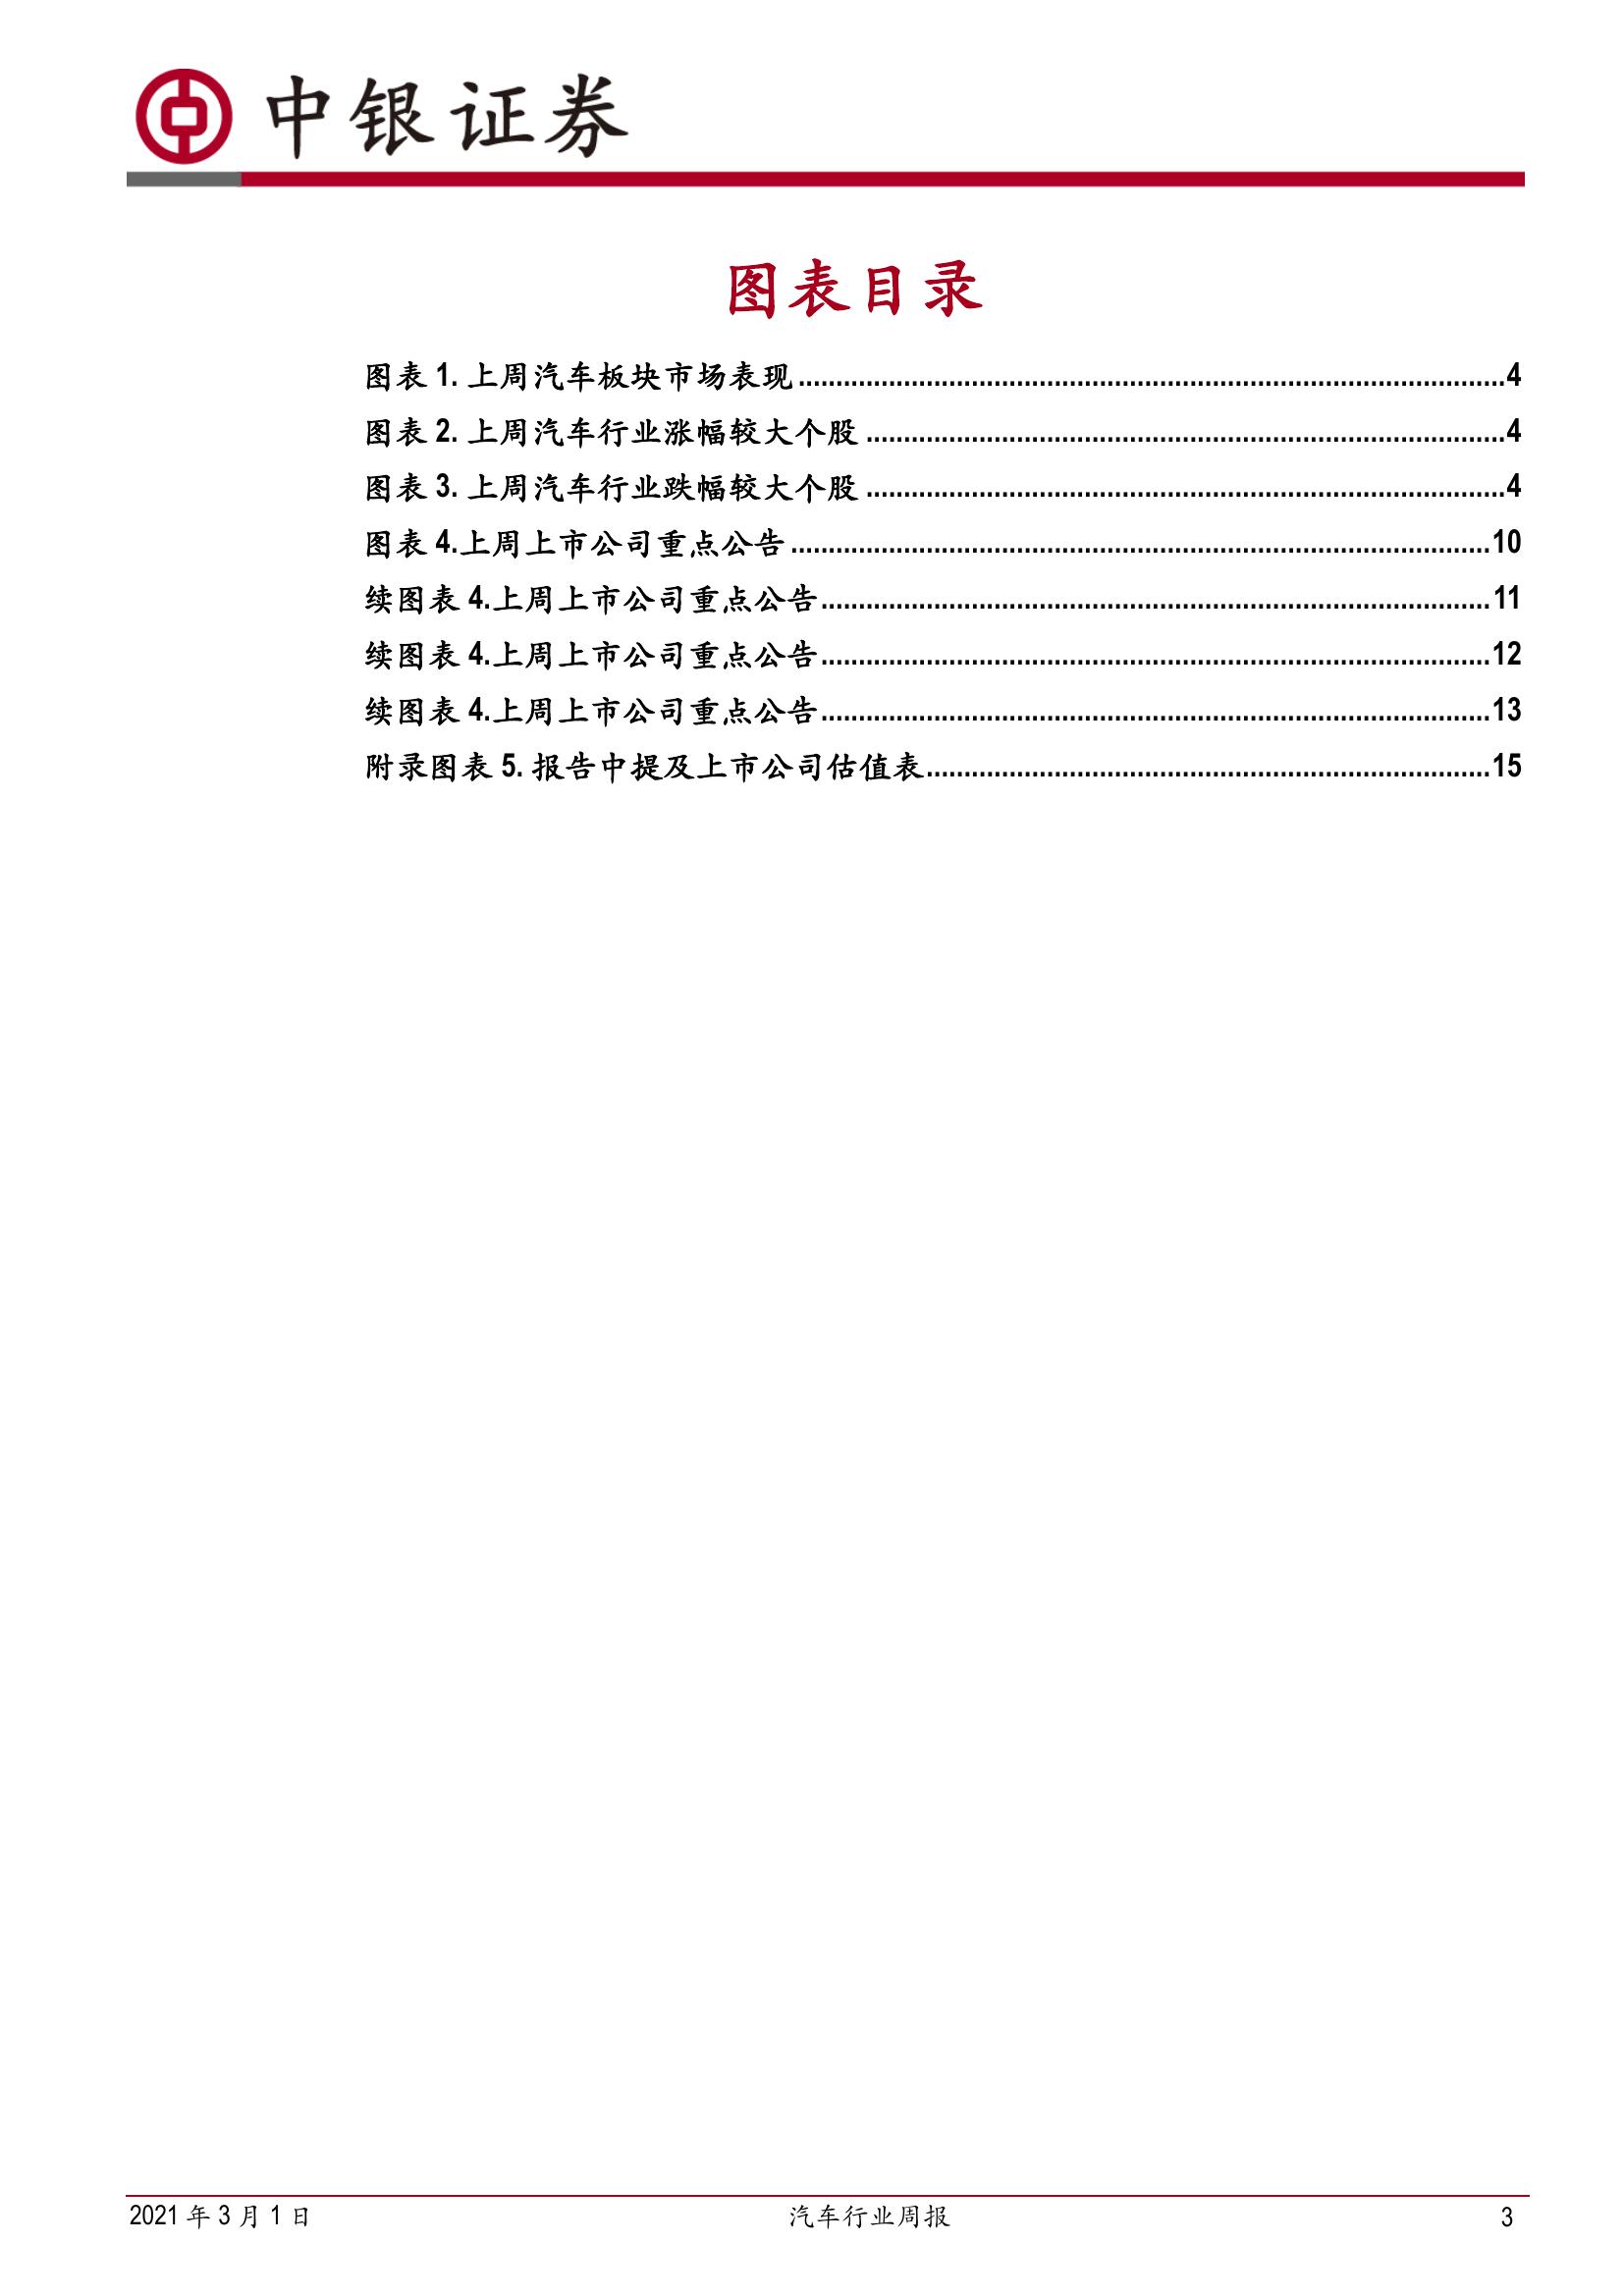 中银证券
图表目录
图表 1. 上周汽车板块市场表现................................................................................................4
图表 2. 上周汽车行业涨幅较大个股.......................................................................................4
图表 3. 上周汽车行业跌幅较大个股.......................................................................................4
图表 4.上周上市公司重点公告...............................................................................................10
续图表 4.上周上市公司重点公告...........................................................................................11
续图表 4.上周上市公司重点公告...........................................................................................12
续图表 4.上周上市公司重点公告...........................................................................................13
附录图表 5. 报告中提及上市公司估值表.............................................................................15
2021 年 3 月 1 日 汽车行业周报 3